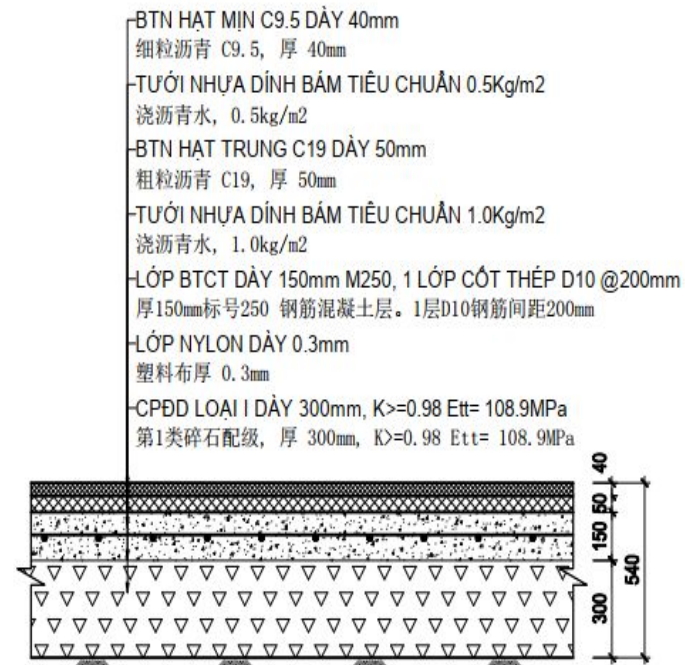 BTN HẠT MỊN C9.5 DÀY 40mm
细粒沥青 C9.5, 厚 40mm
TƯỚI NHỰA DÍNH BÁM TIÊU CHUẨN 0.5Kg/m2
浇沥青水, 0.5kg/m2
BTN HẠT TRUNG C19 DÀY 50mm
粗粒沥青 C19, 厚 50mm
TƯỚI NHỰA DÍNH BÁM TIÊU CHUẨN 1.0Kg/m2
浇沥青水, 1.0kg/m2
LỚP BTCT DÀY 150mm M250, 1 LỚP CỐT THÉP D10 @200mm
厚150mm标号250 钢筋混凝土层。1层D10钢筋间距200mm
LỚP NYLON DÀY 0.3mm
塑料布厚 0.3mm
CPĐD LOẠI I DÀY 300mm, K>=0.98 Ett= 108.9MPa
第1类碎石配级, 厚 300mm, K>=0.98 Ett= 108.9MPa
40
50
150
300
540